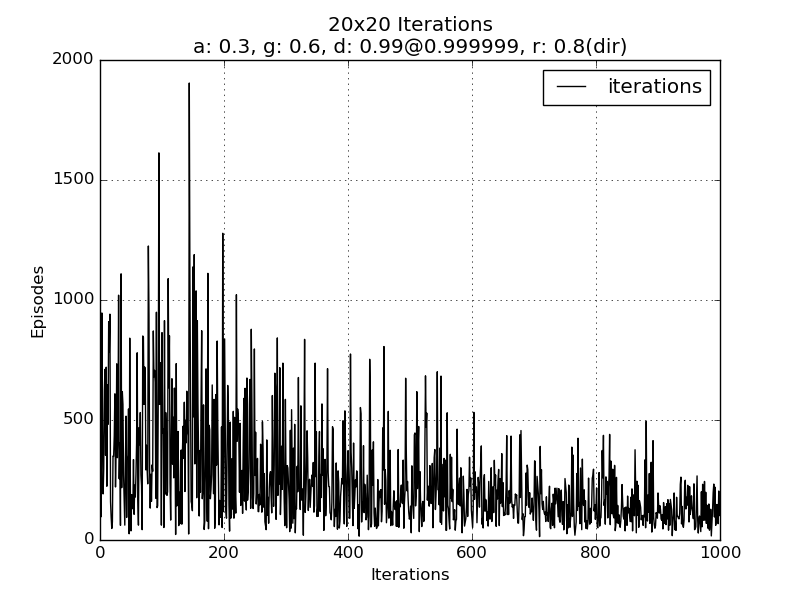 20x20 Iterations
a: 0.3, g: 0.6, d: 0.99@0.999999, r: 0.8(dir)
iterations
2000
1500
1000
500
0
Episodes
0 200 400 600 800 1000
Iterations